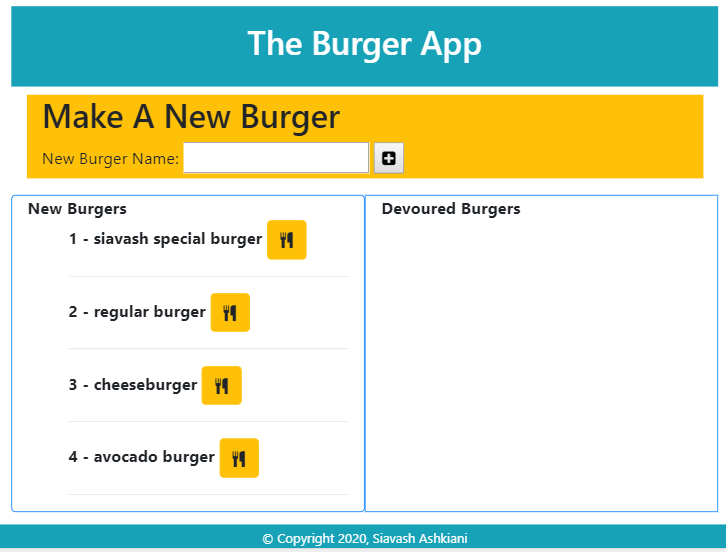 The Burger App
Make A New Burger
New Burger Name:
New Burgers
1 - siavash special burger
2 - regular burger
3 - cheeseburger
4 - avocado burger
Devoured Burgers
© Copyright 2020, Siavash Ashkiani